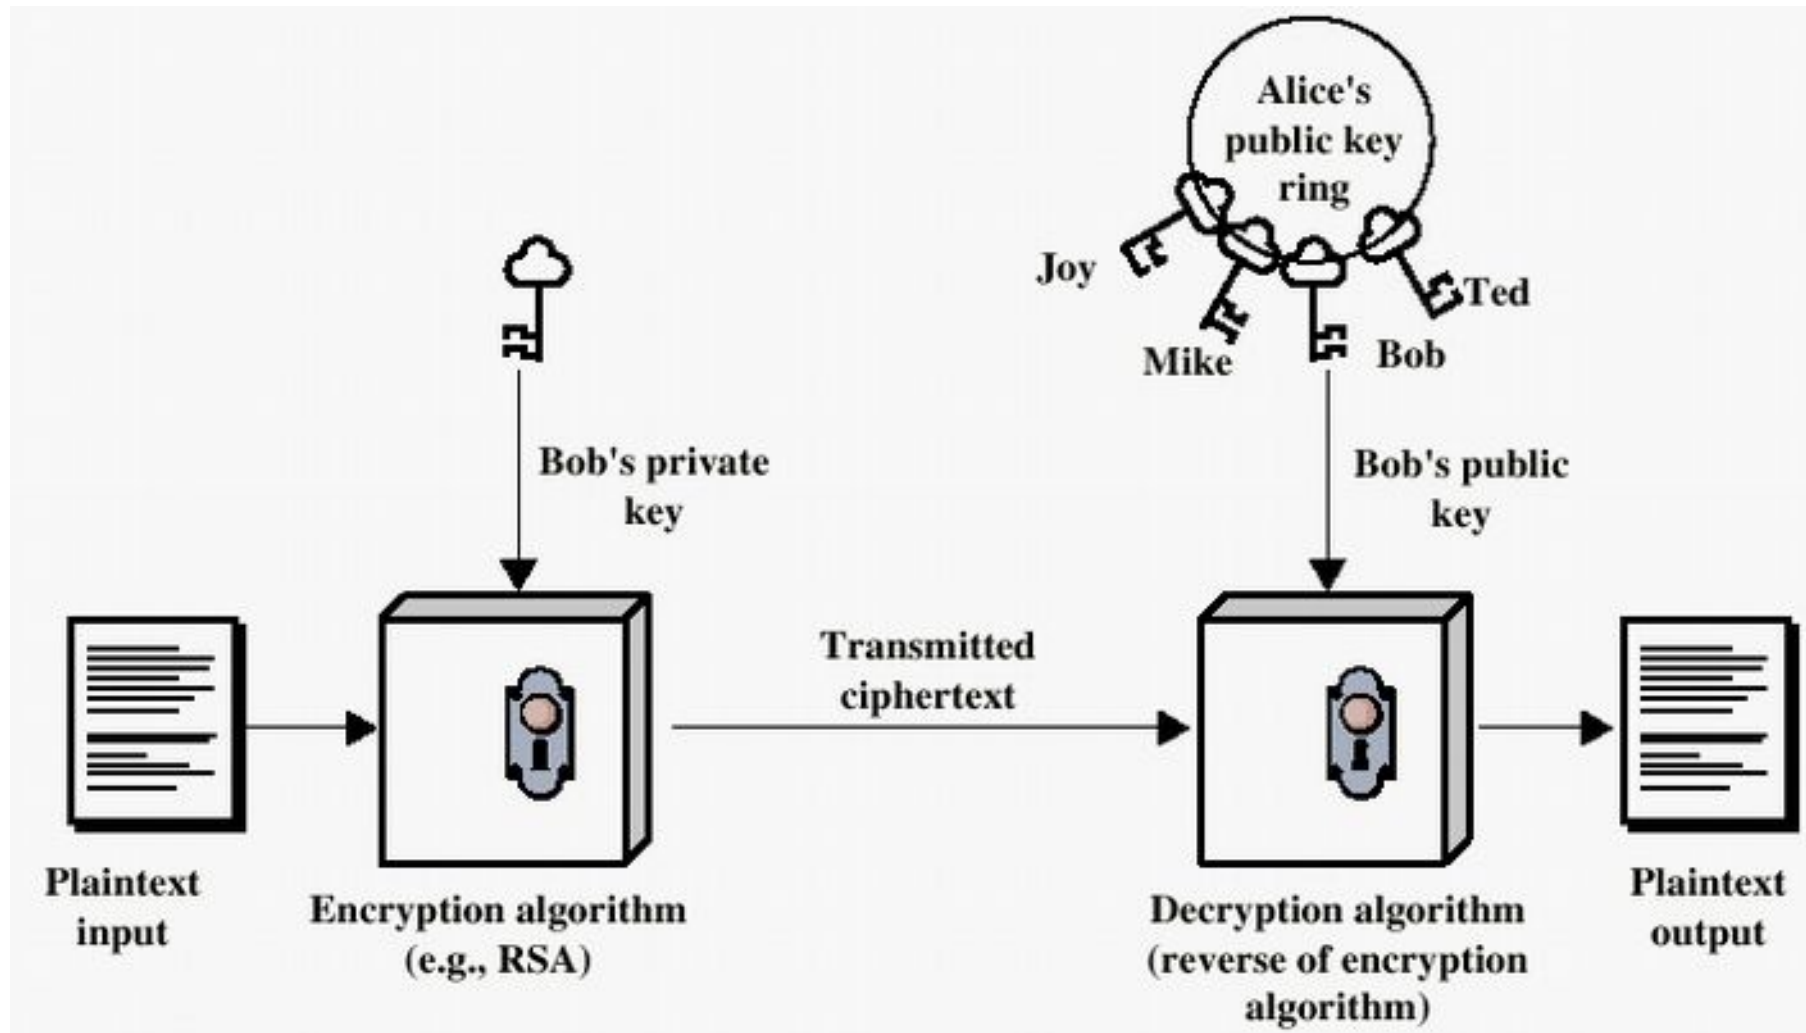 Alice's
public key
ring
Joy
Mike
Bob
Ted
Bob's private
key
Bob's public
key
Transmitted
ciphertext
Plaintext
input
Encryption algorithm
(e.g., RSA)
Decryption algorithm
(reverse of encryption
algorithm)
Plaintext
output